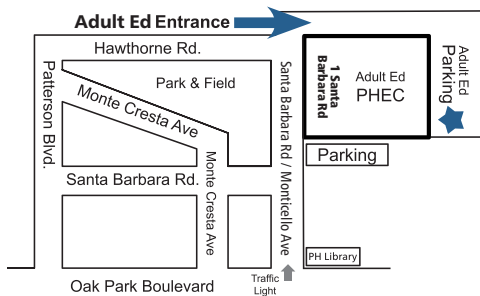 Adult Ed Entrance
Hawthorne Rd.
Patterson Blvd.
Park & Field
Monte Cresta Ave
Santa Barbara Rd / Monticello Ave
1 Santa
Barbara Rd
Adult Ed
PHEC
Adult Ed
Parking
Parking
Santa Barbara Rd.
Monte Cresta Ave
PH Library
Traffic
Light
Oak Park Boulevard